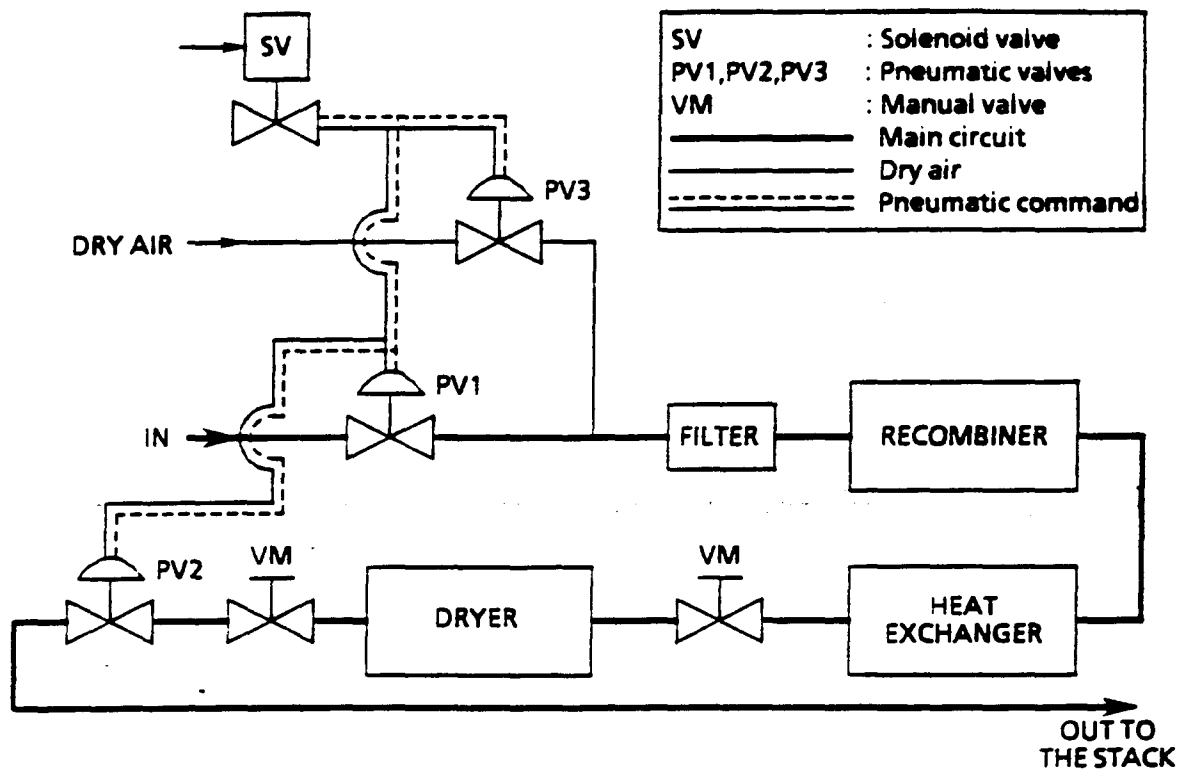 SV
SV : Solenoid valve
PV1,PV2,PV3 : Pneumatic valves
VM : Manual valve
Main circuit
Dry air
Pneumatic command
PV3
DRY AIR
PV1
IN
FILTER
RECOMBINER
PV2
VM
DRYER
VM
HEAT
EXCHANGER
OUT TO
THE STACK